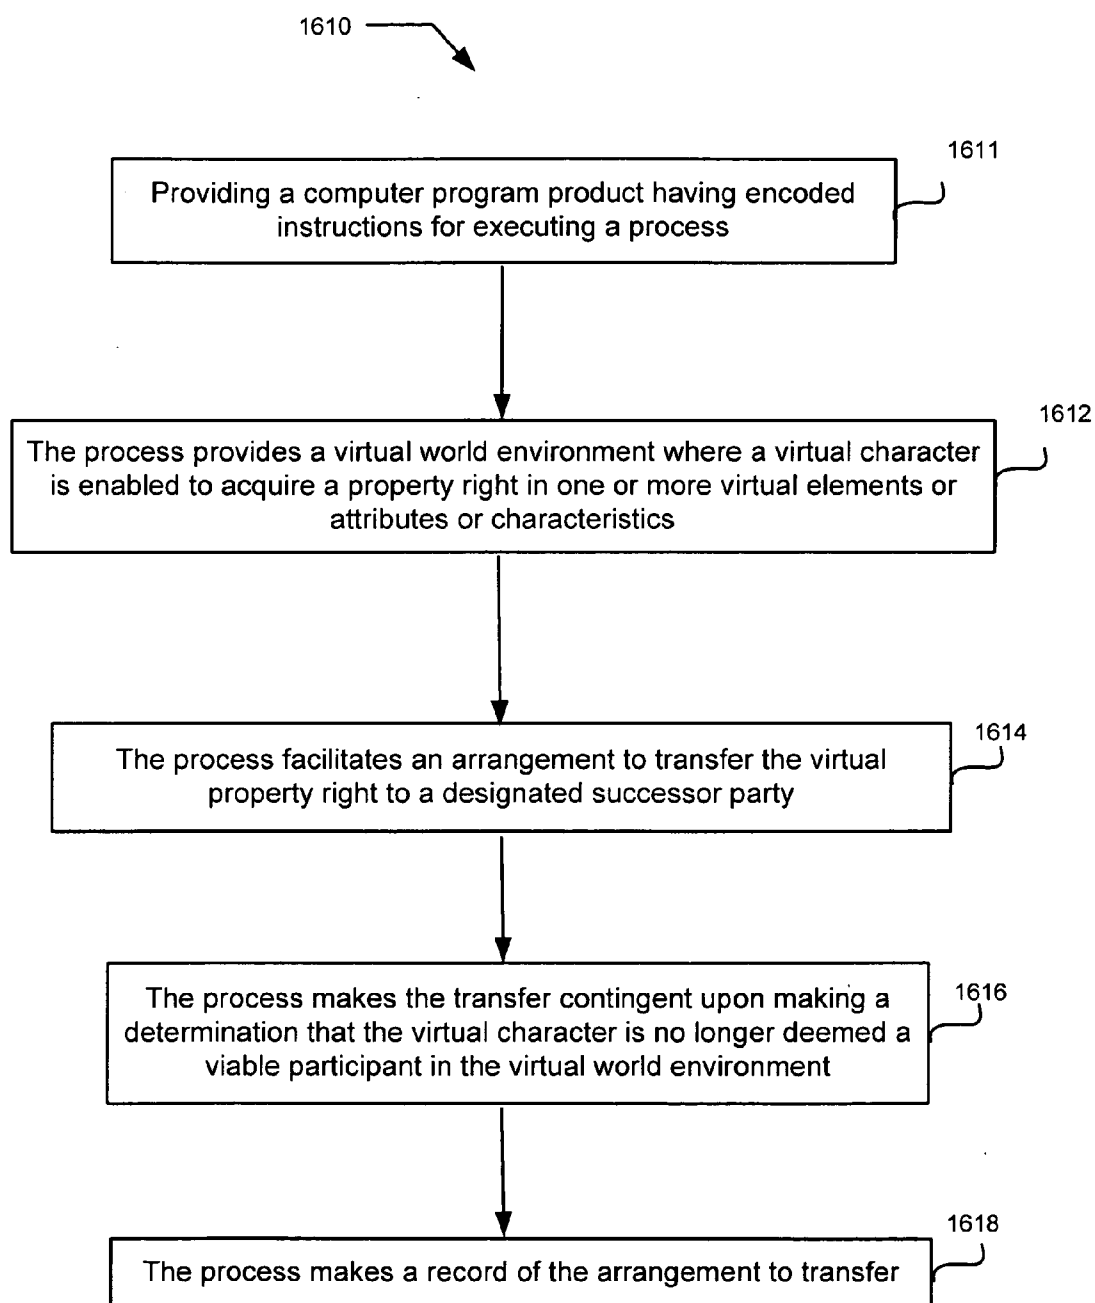 1610
1611
Providing a computer program product having encoded
instructions for executing a process
1612
The process provides a virtual world environment where a virtual character
is enabled to acquire a property right in one or more virtual elements or
attributes or characteristics
1614
The process facilitates an arrangement to transfer the virtual
property right to a designated successor party
1616
The process makes the transfer contingent upon making a
determination that the virtual character is no longer deemed a
viable participant in the virtual world environment
1618
The process makes a record of the arrangement to transfer